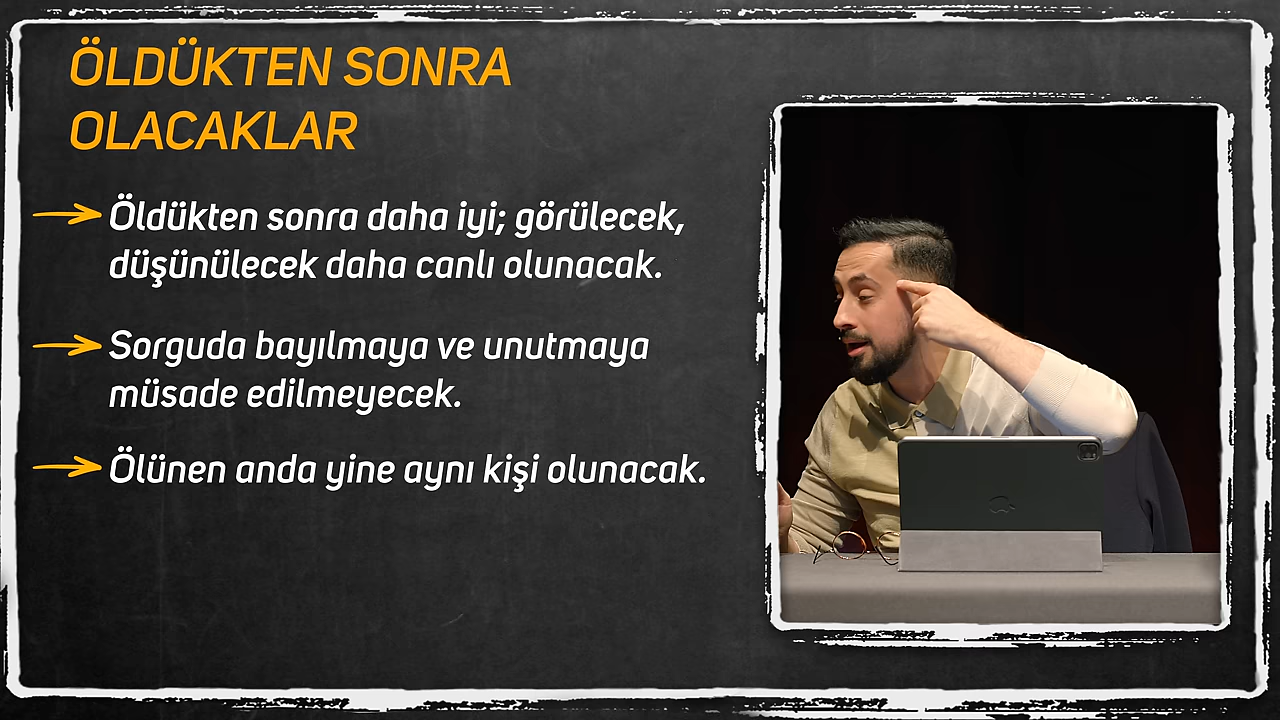 ÖLDÜKTEN SONRA
OLACAKLAR
Öldükten sonra daha iyi; görülecek,
düşünülecek daha canlı olunacak.
Sorguda bayılmaya ve unutmaya
müsade edilmeyecek.
Ölünen anda yine aynı kişi olunacak.